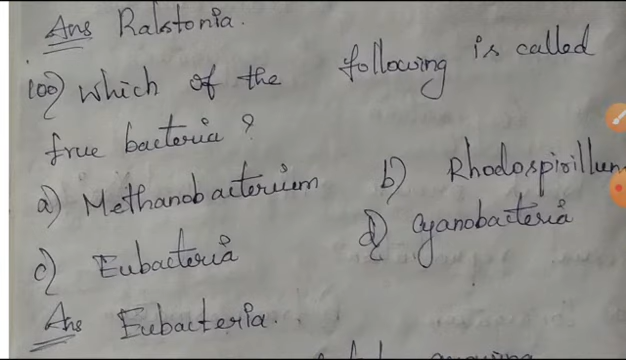 Ans Ralstonia.
100) which of the following is called
true bacteria ?
a) Methanobacterium b) Rhodospirillum
c) Eubacteria d) Cyanobacteria
Ans Eubacteria.